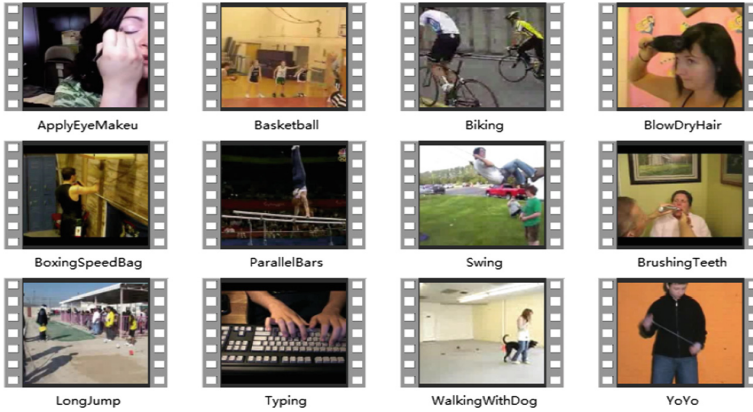 ApplyEyeMakeu
Basketball
Biking
BlowDryHair
BoxingSpeedBag
ParallelBars
Swing
BrushingTeeth
LongJump
Typing
WalkingWithDog
YoYo